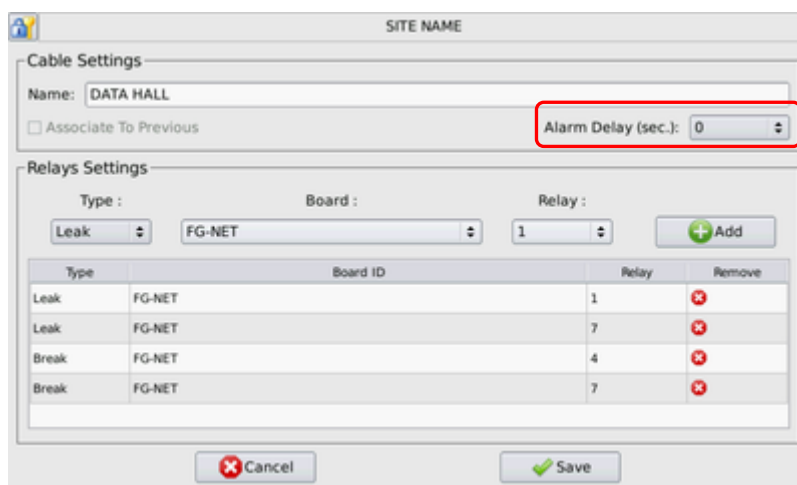 SITE NAME
Cable Settings
Name: DATA HALL
Associate To Previous Alarm Delay (sec.): 0
Relays Settings
Type : Board : Relay :
Leak FG-NET 1 Add
Type Board ID Relay Remove
Leak FG-NET 1
Leak FG-NET 7
Break FG-NET 4
Break FG-NET 7
Cancel Save